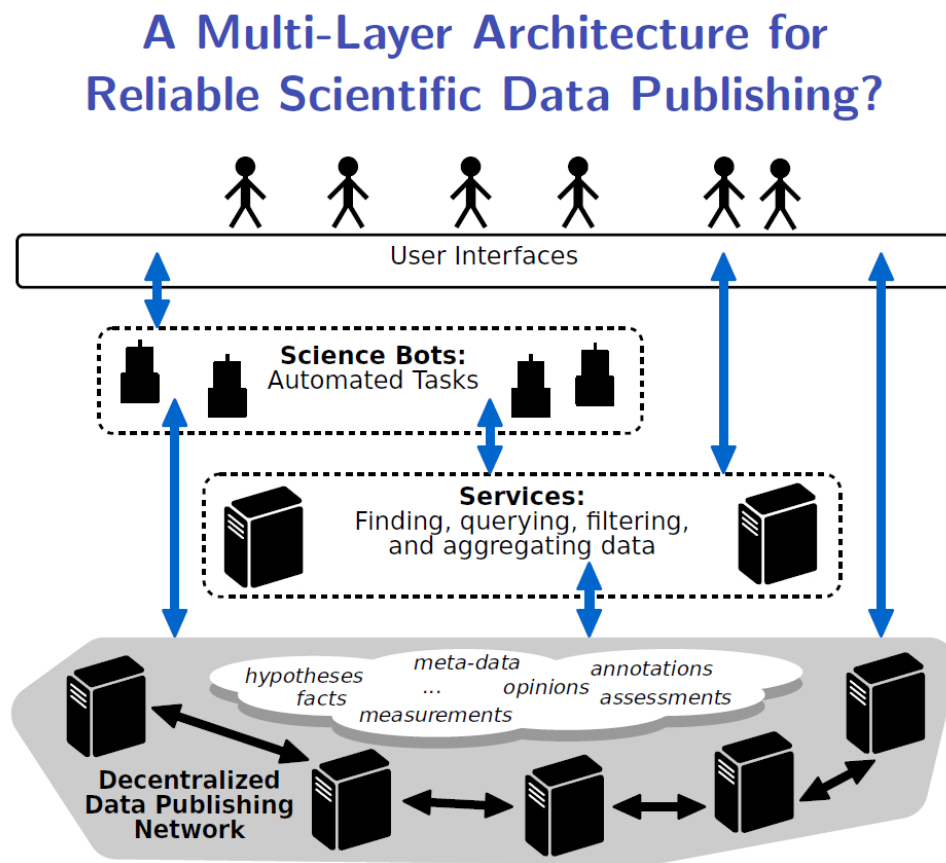 A Multi-Layer Architecture for
Reliable Scientific Data Publishing?
User Interfaces
Science Bots:
Automated Tasks
Services:
Finding, querying, filtering,
and aggregating data
hypotheses
meta-data
annotations
facts
...
opinions
assessments
measurements
Decentralized
Data Publishing
Network